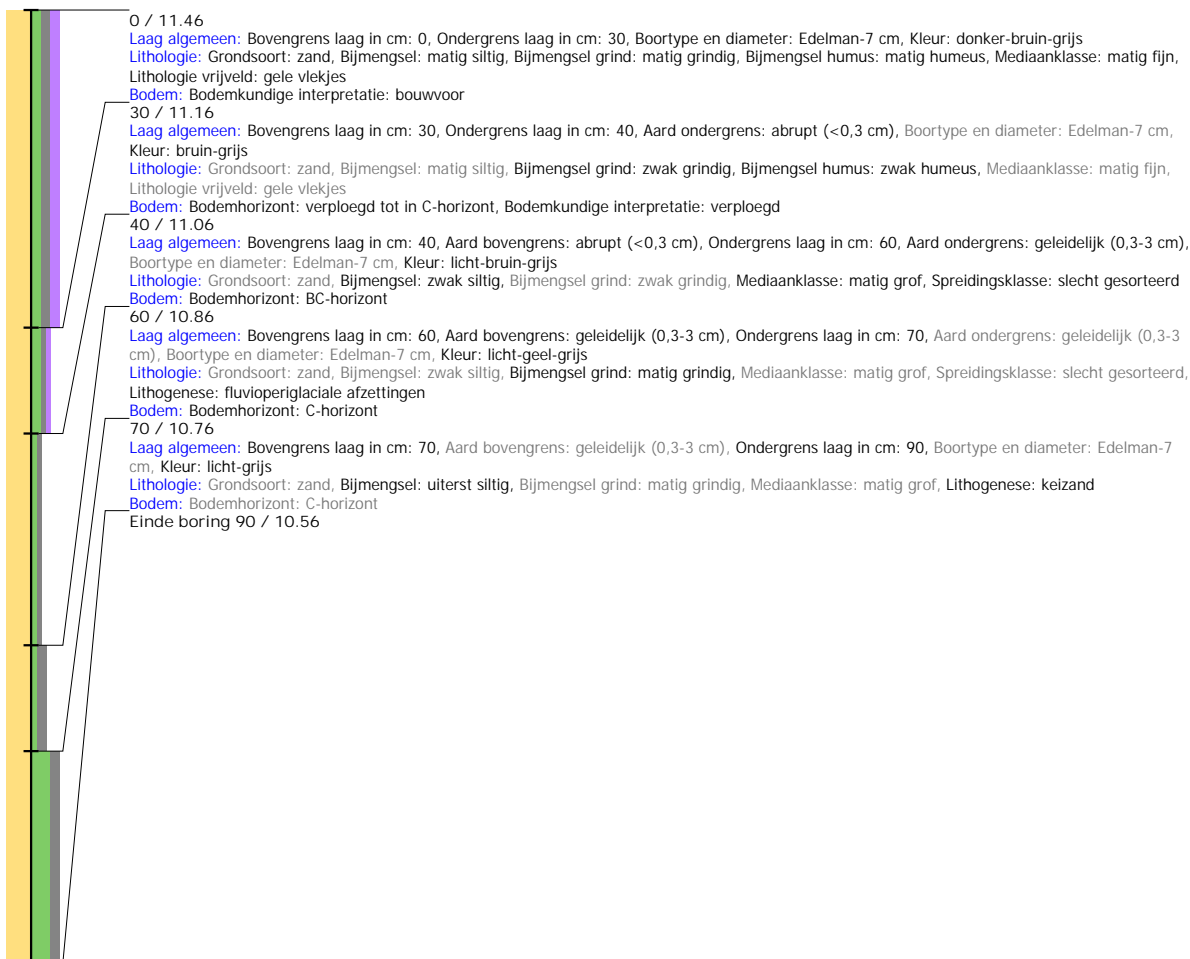 0 / 11.46
Laag algemeen: Bovengrens laag in cm: 0, Ondergrens laag in cm: 30, Boortype en diameter: Edelman-7 cm, Kleur: donker-bruin-grijs
Lithologie: Grondsoort: zand, Bijmengsel: matig siltig, Bijmengsel grind: matig grindig, Bijmengsel humus: matig humeus, Mediaanklasse: matig fijn,
Lithologie vrijveld: gele vlekjes
Bodem: Bodemkundige interpretatie: bouwvoor
30 / 11.16
Laag algemeen: Bovengrens laag in cm: 30, Ondergrens laag in cm: 40, Aard ondergrens: abrupt (<0,3 cm), Boortype en diameter: Edelman-7 cm,
Kleur: bruin-grijs
Lithologie: Grondsoort: zand, Bijmengsel: matig siltig, Bijmengsel grind: zwak grindig, Bijmengsel humus: zwak humeus, Mediaanklasse: matig fijn,
Lithologie vrijveld: gele vlekjes
Bodem: Bodemhorizont: verploegd tot in C-horizont, Bodemkundige interpretatie: verploegd
40 / 11.06
Laag algemeen: Bovengrens laag in cm: 40, Aard bovengrens: abrupt (<0,3 cm), Ondergrens laag in cm: 60, Aard ondergrens: geleidelijk (0,3-3 cm),
Boortype en diameter: Edelman-7 cm, Kleur: licht-bruin-grijs
Lithologie: Grondsoort: zand, Bijmengsel: zwak siltig, Bijmengsel grind: zwak grindig, Mediaanklasse: matig grof, Spreidingsklasse: slecht gesorteerd
Bodem: Bodemhorizont: BC-horizont
60 / 10.86
Laag algemeen: Bovengrens laag in cm: 60, Aard bovengrens: geleidelijk (0,3-3 cm), Ondergrens laag in cm: 70, Aard ondergrens: geleidelijk (0,3-3
cm), Boortype en diameter: Edelman-7 cm, Kleur: licht-geel-grijs
Lithologie: Grondsoort: zand, Bijmengsel: zwak siltig, Bijmengsel grind: matig grindig, Mediaanklasse: matig grof, Spreidingsklasse: slecht gesorteerd,
Lithogenese: fluvioperiglaciale afzettingen
Bodem: Bodemhorizont: C-horizont
70 / 10.76
Laag algemeen: Bovengrens laag in cm: 70, Aard bovengrens: geleidelijk (0,3-3 cm), Ondergrens laag in cm: 90, Boortype en diameter: Edelman-7
cm, Kleur: licht-grijs
Lithologie: Grondsoort: zand, Bijmengsel: uiterst siltig, Bijmengsel grind: matig grindig, Mediaanklasse: matig grof, Lithogenese: keizand
Bodem: Bodemhorizont: C-horizont
Einde boring 90 / 10.56